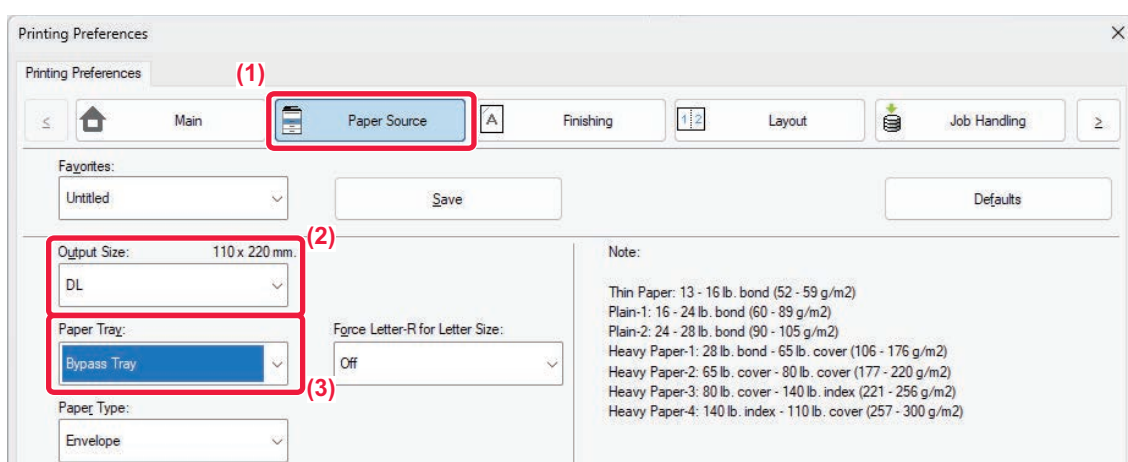 Printing Preferences
Printing Preferences
(1)
<
Main
Paper Source
A
Finishing
1 2
Layout
Job Handling
>
Favorites:
Untitled
Save
Defaults
(2)
Output Size: 110 x 220 mm.
DL
Paper Tray:
Bypass Tray
(3)
Force Letter-R for Letter Size:
Off
Paper Type:
Envelope
Note:
Thin Paper: 13 - 16 lb. bond (52 - 59 g/m2)
Plain-1: 16 - 24 lb. bond (60 - 89 g/m2)
Plain-2: 24 - 28 lb. bond (90 - 105 g/m2)
Heavy Paper-1: 28 lb. bond - 65 lb. cover (106 - 176 g/m2)
Heavy Paper-2: 65 lb. cover - 80 lb. cover (177 - 220 g/m2)
Heavy Paper-3: 80 lb. cover - 140 lb. index (221 - 256 g/m2)
Heavy Paper-4: 140 lb. index - 110 lb. cover (257 - 300 g/m2)